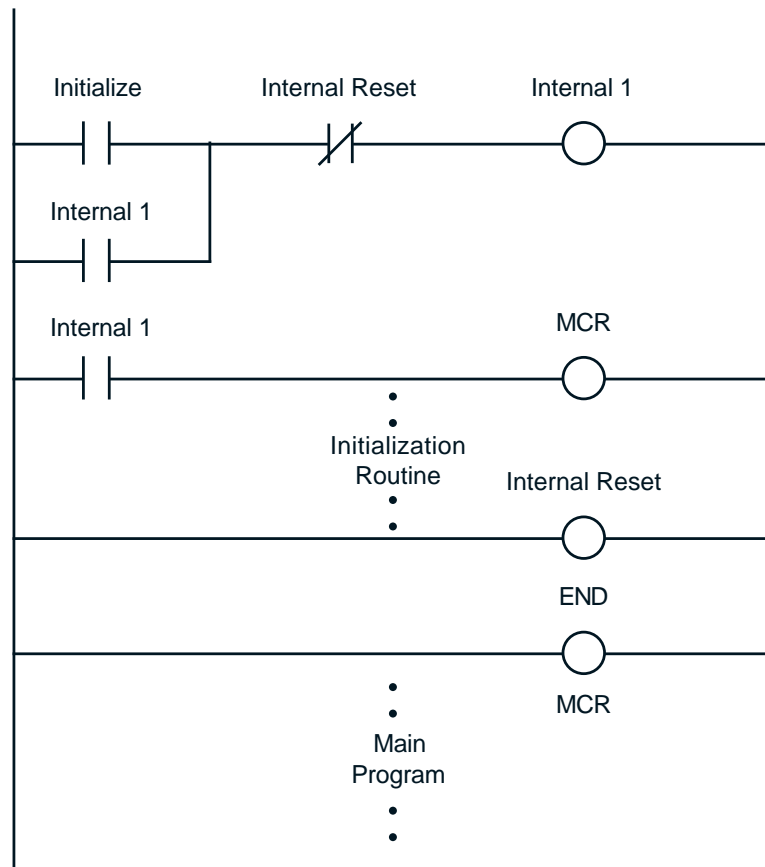 Initialize
Internal Reset
Internal 1
Internal 1
Internal 1
MCR
Initialization
Routine
Internal Reset
END
MCR
Main
Program